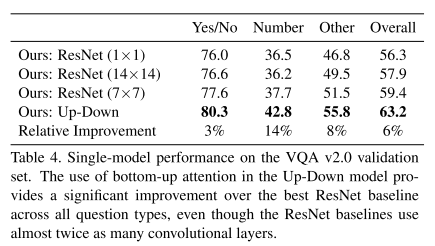 Yes/No Number Other Overall
Ours: ResNet (1×1) 76.0 36.5 46.8 56.3
Ours: ResNet (14×14) 76.6 36.2 49.5 57.9
Ours: ResNet (7×7) 77.6 37.7 51.5 59.4
Ours: Up-Down 80.3 42.8 55.8 63.2
Relative Improvement 3% 14% 8% 6%
Table 4. Single-model performance on the VQA v2.0 validation
set. The use of bottom-up attention in the Up-Down model pro-
vides a significant improvement over the best ResNet baseline
across all question types, even though the ResNet baselines use
almost twice as many convolutional layers.